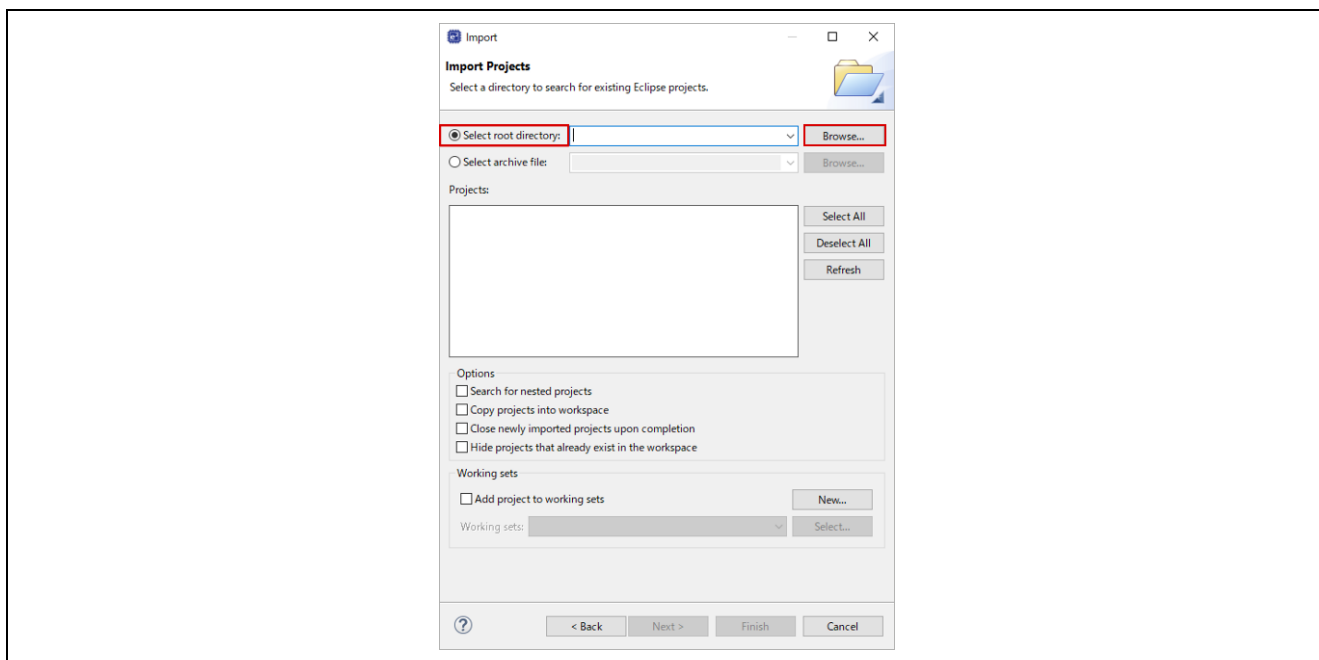 Import
Import Projects
Select a directory to search for existing Eclipse projects.
Select root directory: Browse...
Select archive file: Browse...
Projects:
Select All
Deselect All
Refresh
Options
Search for nested projects
Copy projects into workspace
Close newly imported projects upon completion
Hide projects that already exist in the workspace
Working sets
Add project to working sets New...
Working sets: Select...
? < Back Next > Finish Cancel